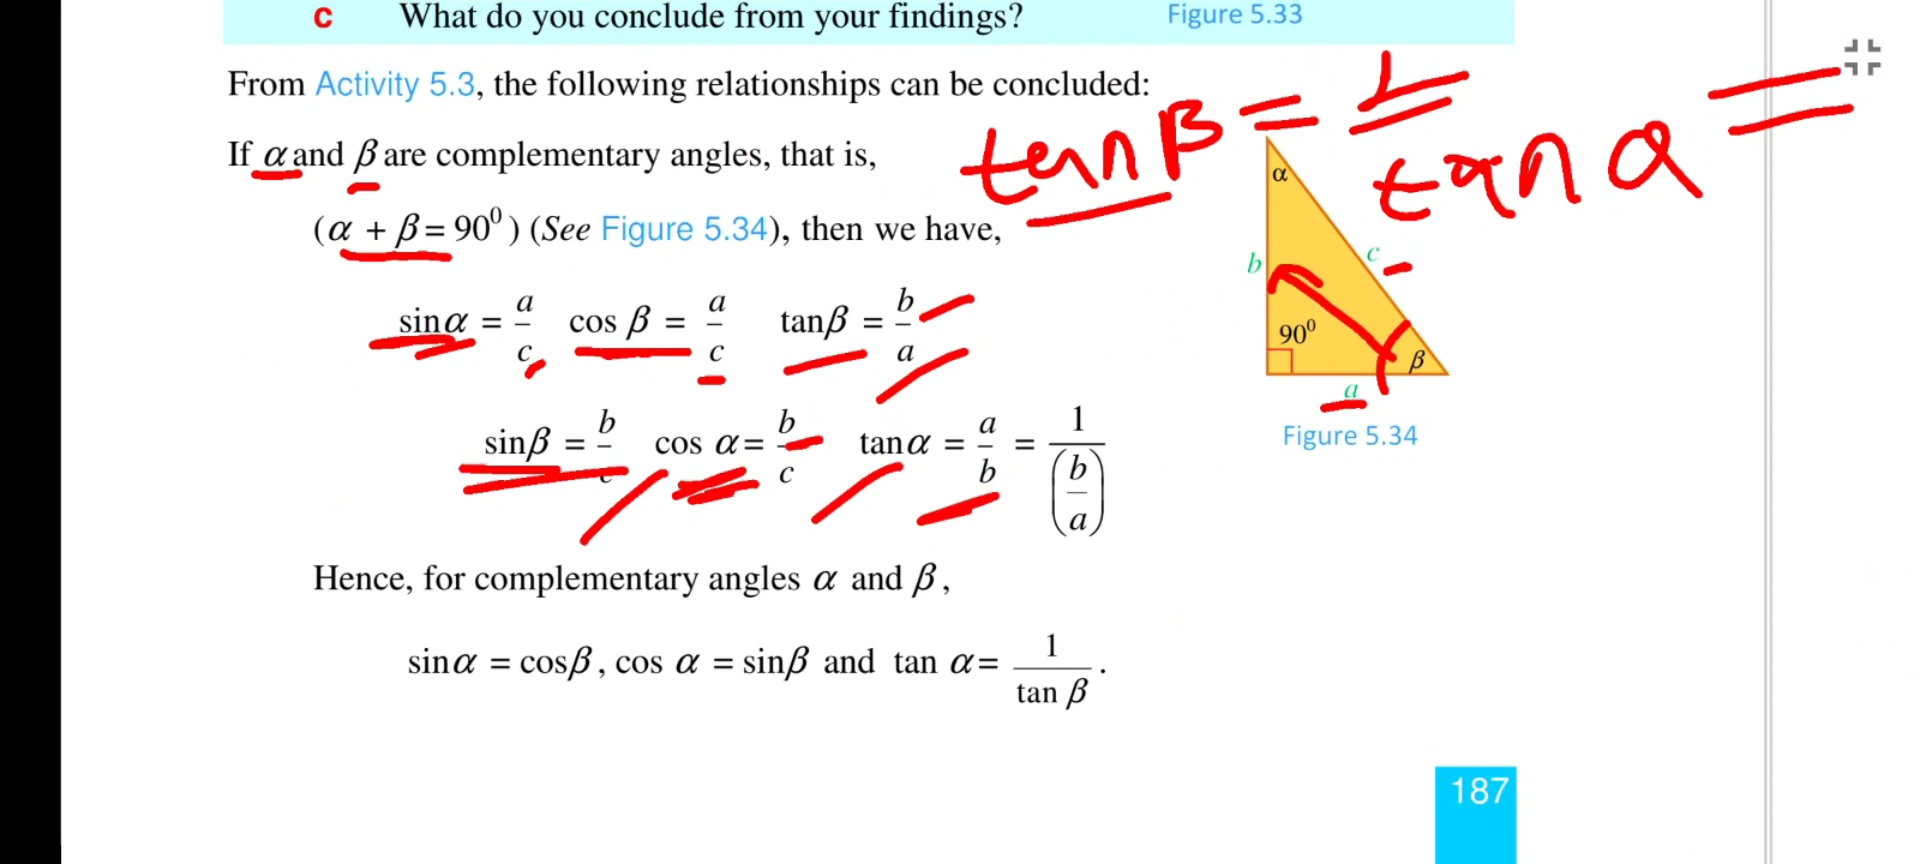 c What do you conclude from your findings? Figure 5.33
From Activity 5.3, the following relationships can be concluded:
If α and β are complementary angles, that is,
(α + β = 90⁰) (See Figure 5.34), then we have,
tanβ = 1
tanα =
sinα = a/c cos β = a/c tanβ = b/a
sinβ = b/c cos α = b/c tanα = a/b = 1/(b/a)
α
b
c
90⁰
β
a
Figure 5.34
Hence, for complementary angles α and β,
sinα = cosβ, cos α = sinβ and tan α = 1/tan β.
187